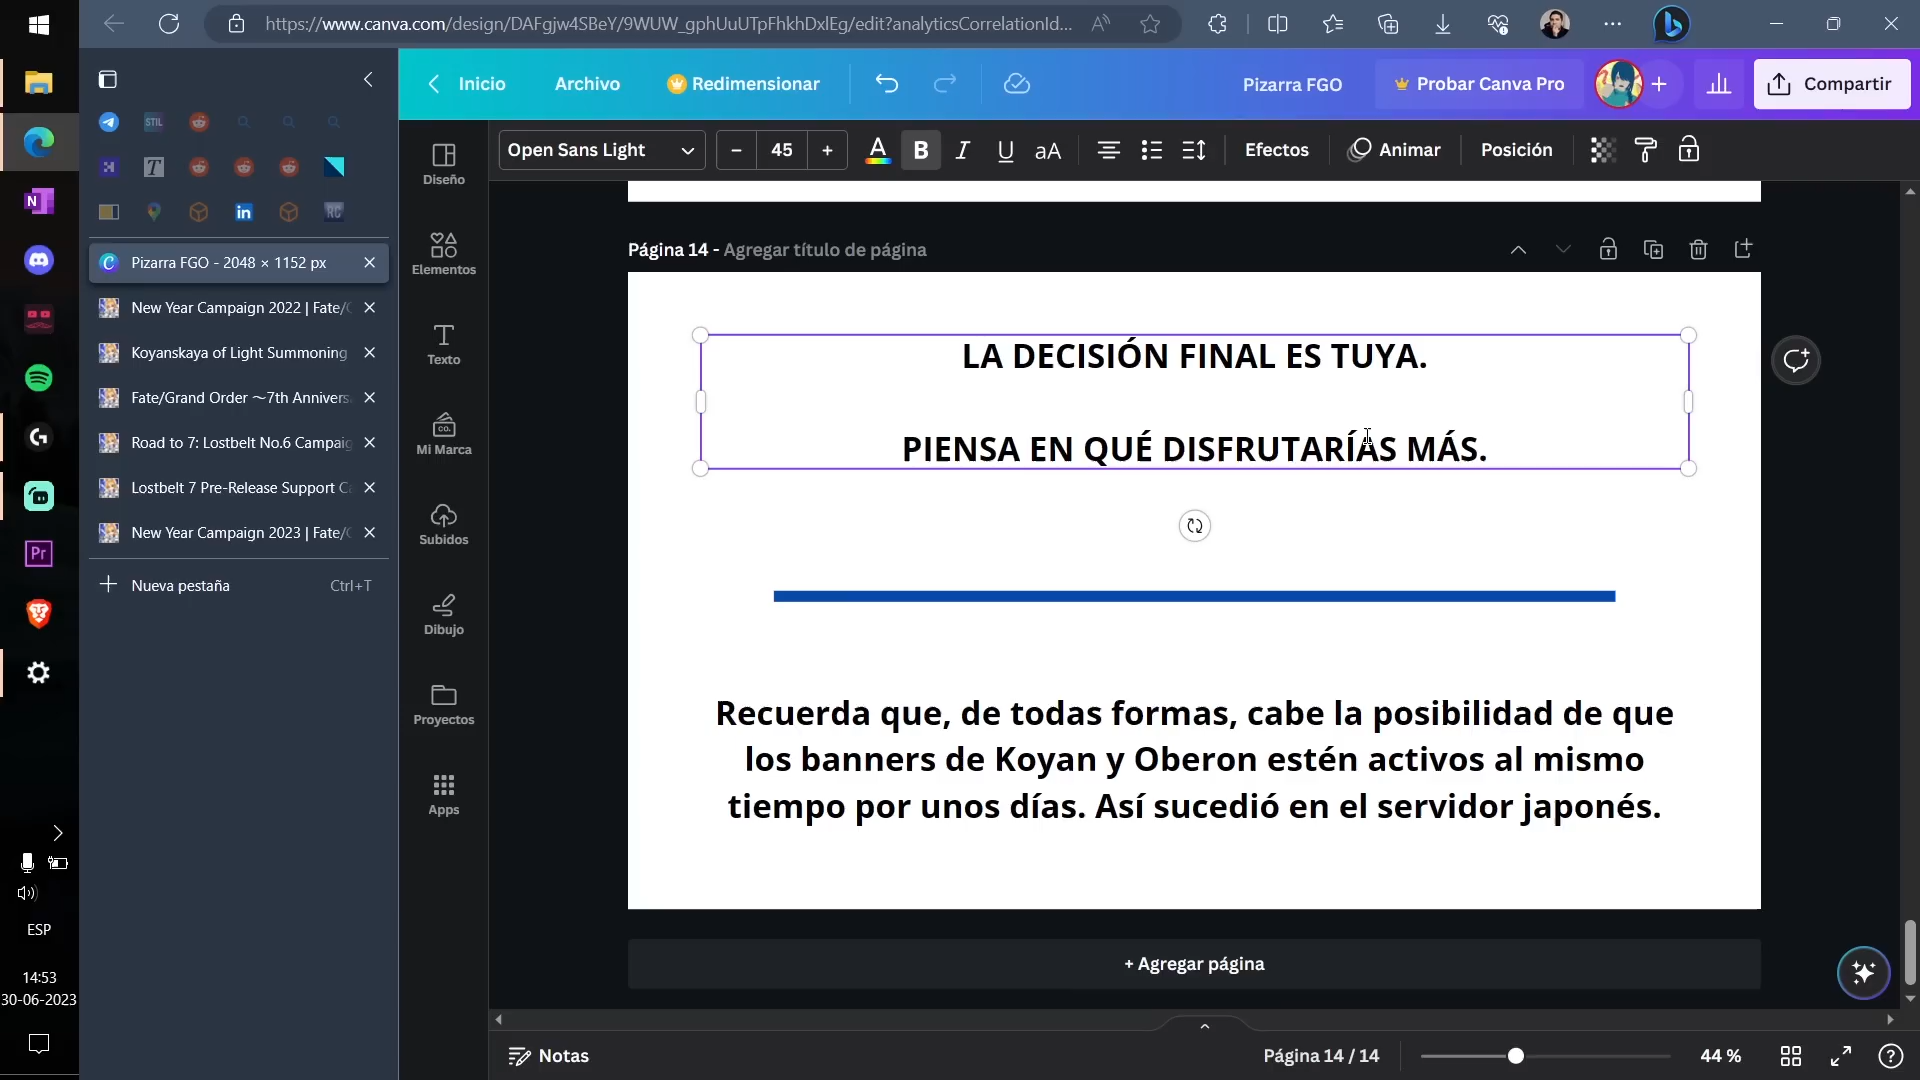 https://www.canva.com/design/DAFgjw4SBeY/9WUW_gphUuUTpFhkhDxlEg/edit?analyticsCorrelationId...
Inicio
Archivo
Redimensionar
Pizarra FGO
Probar Canva Pro
Compartir
Open Sans Light
45
B
I
U
aA
Efectos
Animar
Posición
Pizarra FGO - 2048 × 1152 px
New Year Campaign 2022 | Fate/
Koyanskaya of Light Summoning
Fate/Grand Order ～7th Annivers
Road to 7: Lostbelt No.6 Campaig
Lostbelt 7 Pre-Release Support C
New Year Campaign 2023 | Fate/
Nueva pestaña
Ctrl+T
Diseño
Elementos
Texto
Mi Marca
Subidos
Dibujo
Proyectos
Apps
Página 14 - Agregar título de página
LA DECISIÓN FINAL ES TUYA.
PIENSA EN QUÉ DISFRUTARÍAS MÁS.
Recuerda que, de todas formas, cabe la posibilidad de que
los banners de Koyan y Oberon estén activos al mismo
tiempo por unos días. Así sucedió en el servidor japonés.
+ Agregar página
Notas
Página 14 / 14
44 %
ESP
14:53
30-06-2023